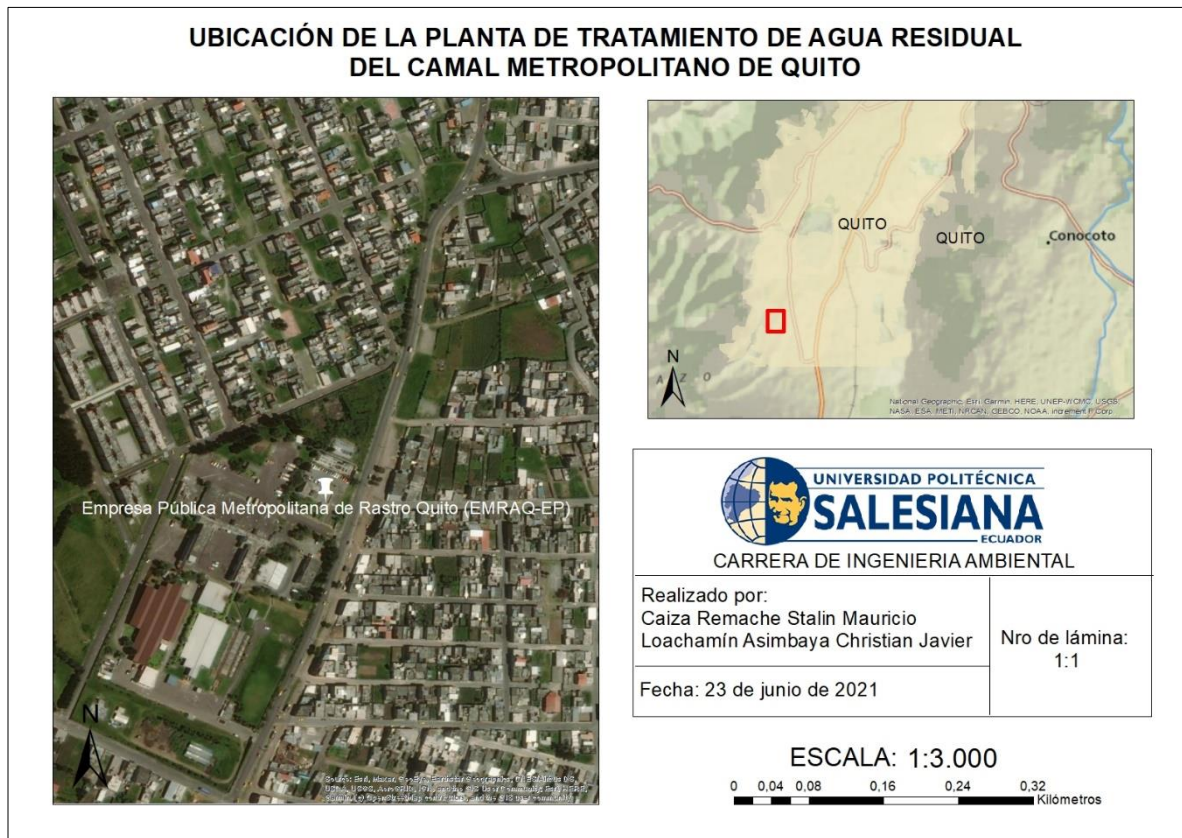 UBICACIÓN DE LA PLANTA DE TRATAMIENTO DE AGUA RESIDUAL
DEL CAMAL METROPOLITANO DE QUITO
Empresa Pública Metropolitana de Rastro Quito (EMRAQ-EP)
N
QUITO
QUITO
Conocoto
N
A Z O
National Geographic, Esri, Garmin, HERE, UNEP-WCMC, USGS,
NASA, ESA, METI, NRCAN, GEBCO, NOAA, increment P Corp.
UNIVERSIDAD POLITÉCNICA
SALESIANA
ECUADOR
CARRERA DE INGENIERIA AMBIENTAL
Realizado por:
Caiza Remache Stalin Mauricio
Loachamín Asimbaya Christian Javier
Fecha: 23 de junio de 2021
Nro de lámina:
1:1
ESCALA: 1:3.000
0 0,04 0,08 0,16 0,24 0,32
Kilómetros